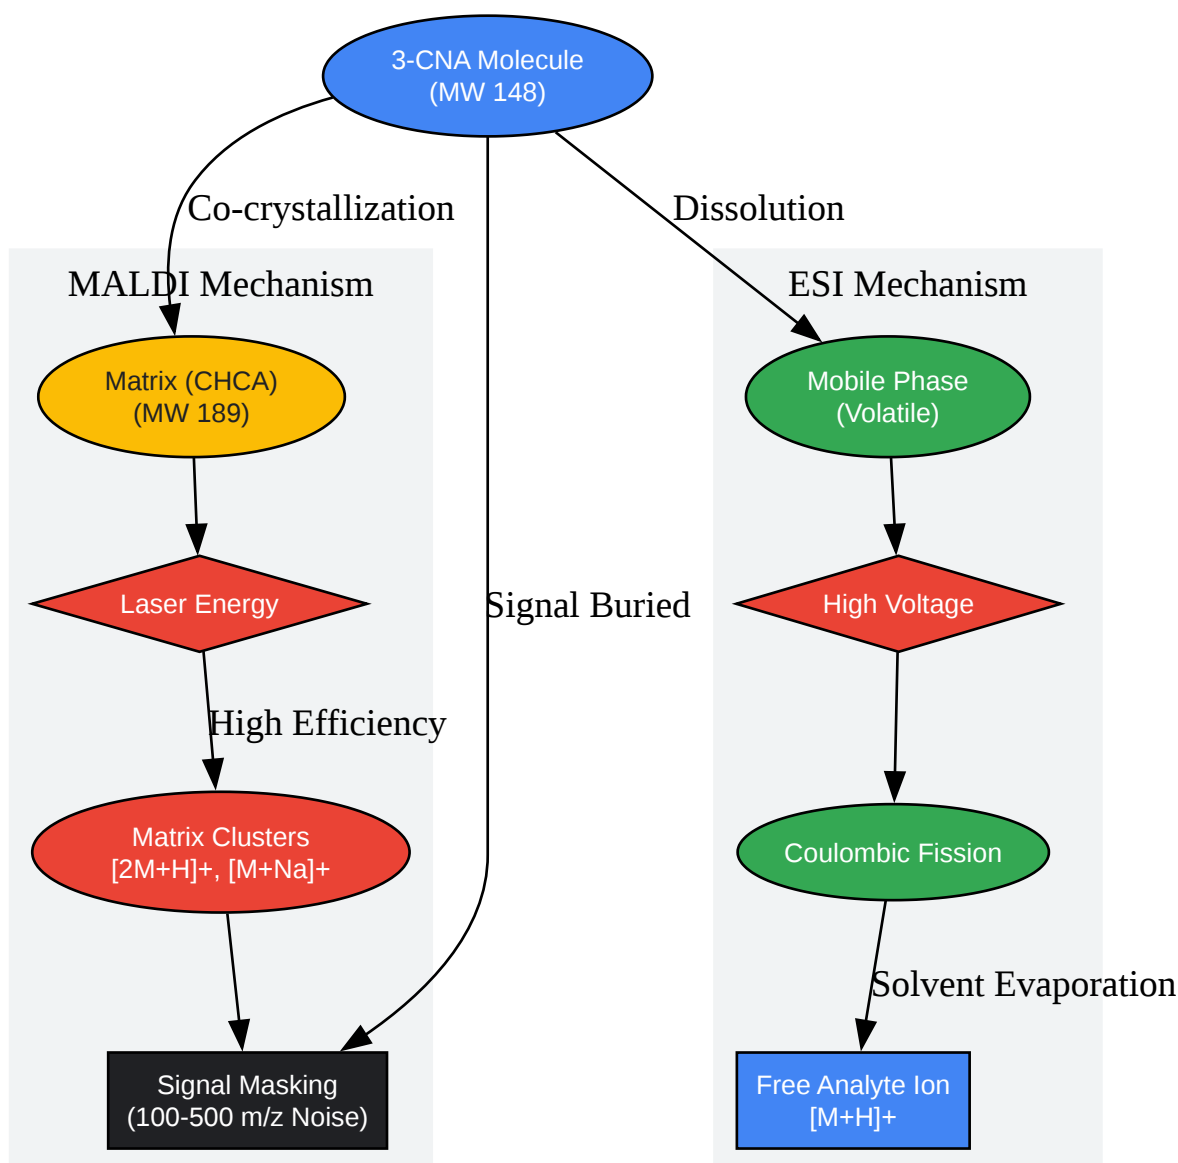 3-CNA Molecule
(MW 148)
Co-crystallization
Dissolution
MALDI Mechanism
ESI Mechanism
Matrix (CHCA)
(MW 189)
Mobile Phase
(Volatile)
Laser Energy
Signal Buried
High Voltage
High Efficiency
Matrix Clusters
[2M+H]+, [M+Na]+
Coulombic Fission
Solvent Evaporation
Signal Masking
(100-500 m/z Noise)
Free Analyte Ion
[M+H]+